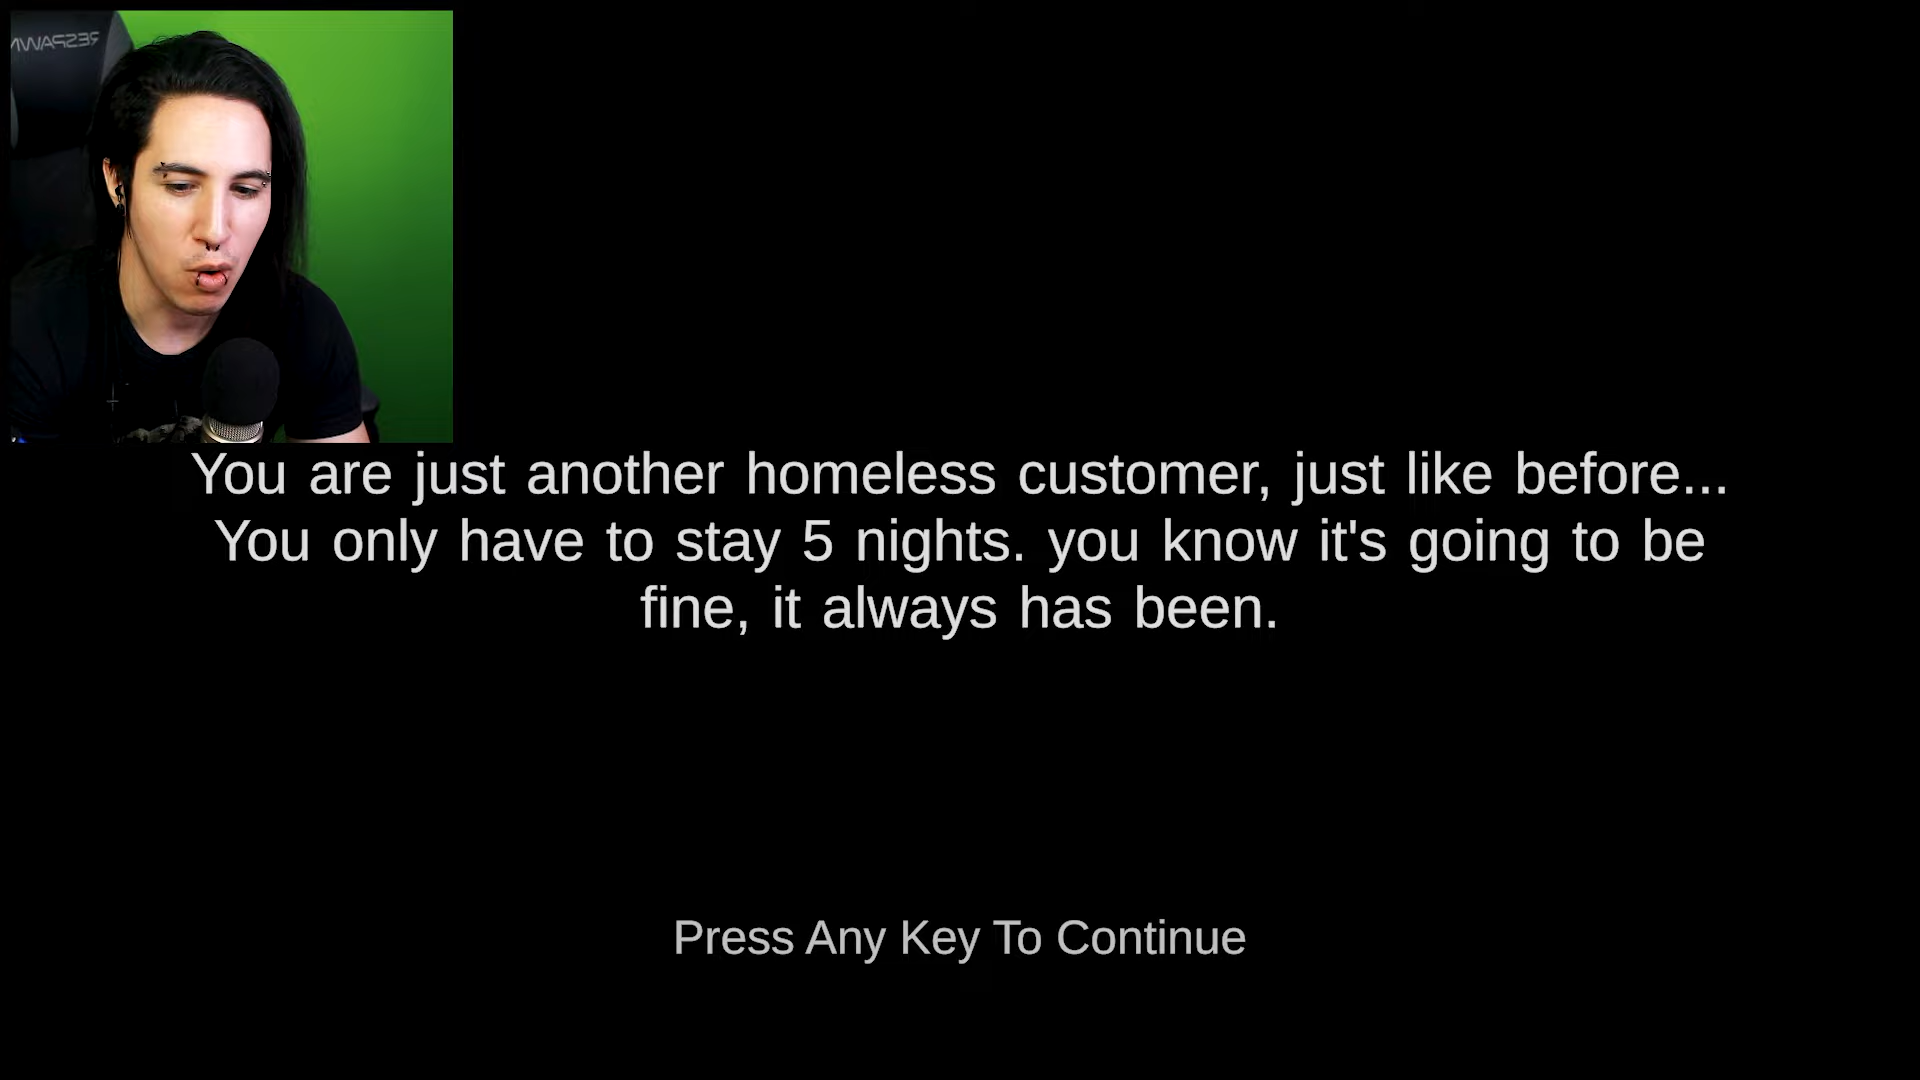 RESPAWN
You are just another homeless customer, just like before...
You only have to stay 5 nights. you know it's going to be
fine, it always has been.
Press Any Key To Continue